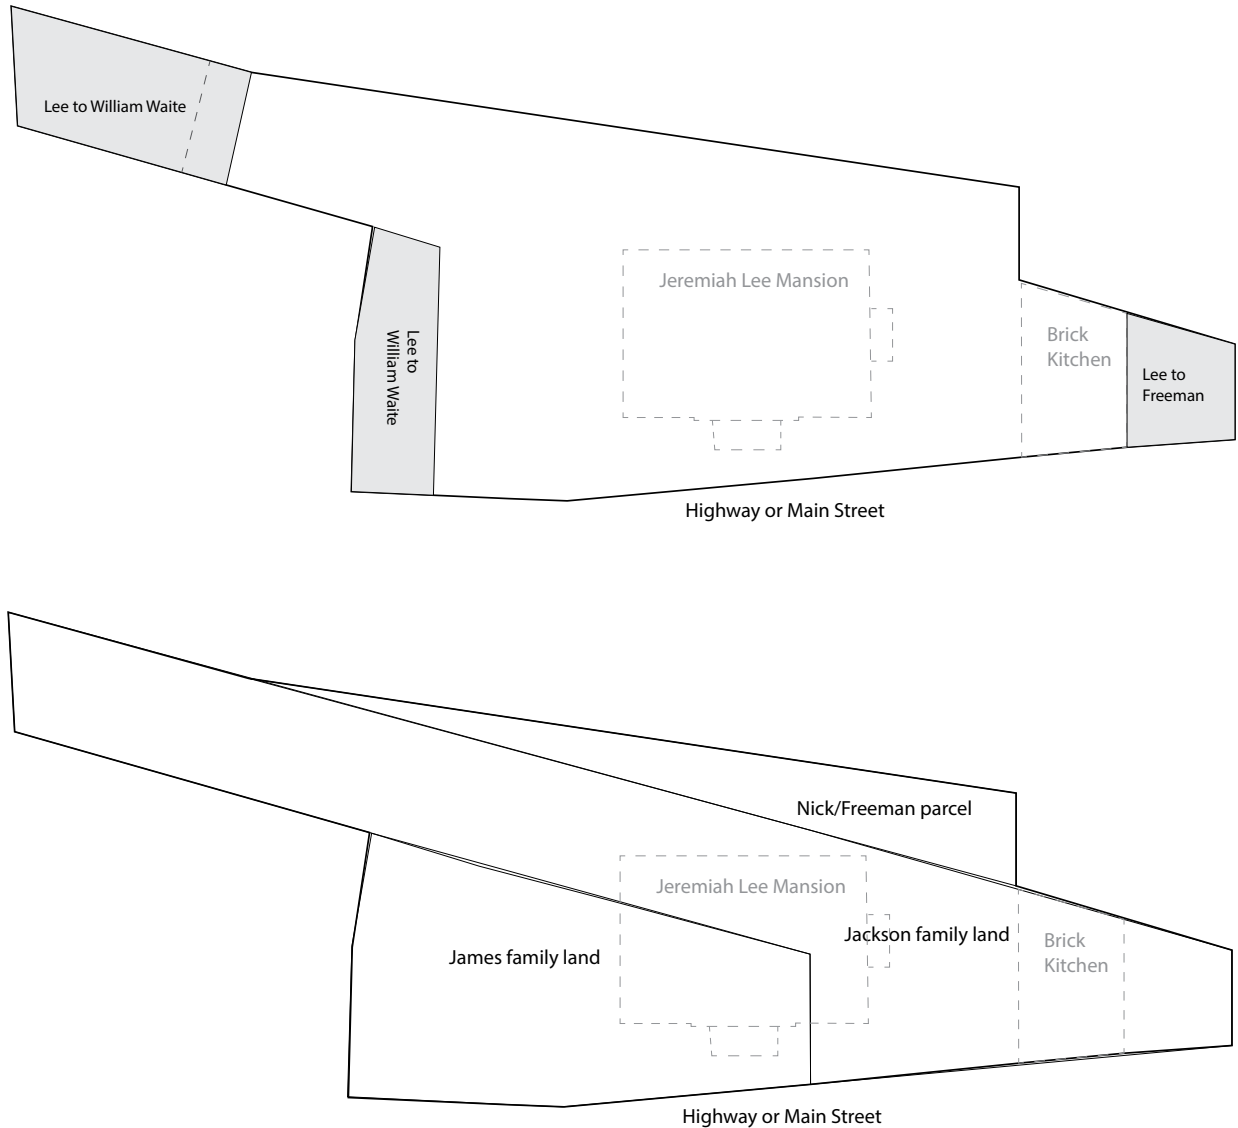 Lee to William Waite
Jeremiah Lee Mansion
Lee to
William Waite
Brick
Kitchen
Lee to
Freeman
Highway or Main Street
Nick/Freeman parcel
Jeremiah Lee Mansion
Jackson family land
Brick
Kitchen
James family land
Highway or Main Street